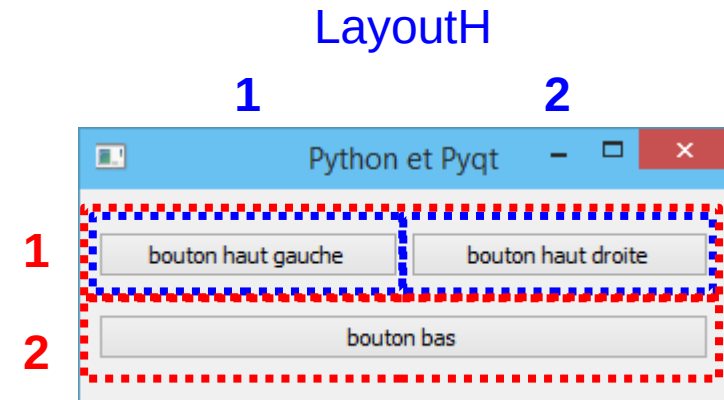 LayoutH
1 2
Python et Pyqt
1
bouton haut gauche bouton haut droite
2
bouton bas